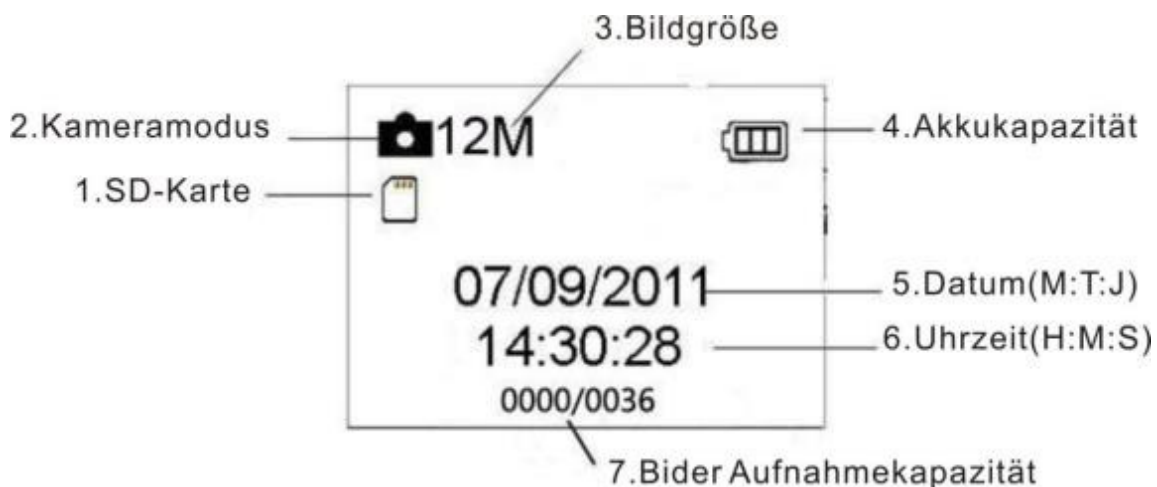 3.Bildgröße
2.Kameramodus
12M
4.Akkukapazität
1.SD-Karte
07/09/2011
5.Datum(M:T:J)
14:30:28
6.Uhrzeit(H:M:S)
0000/0036
7.Bider Aufnahmekapazität